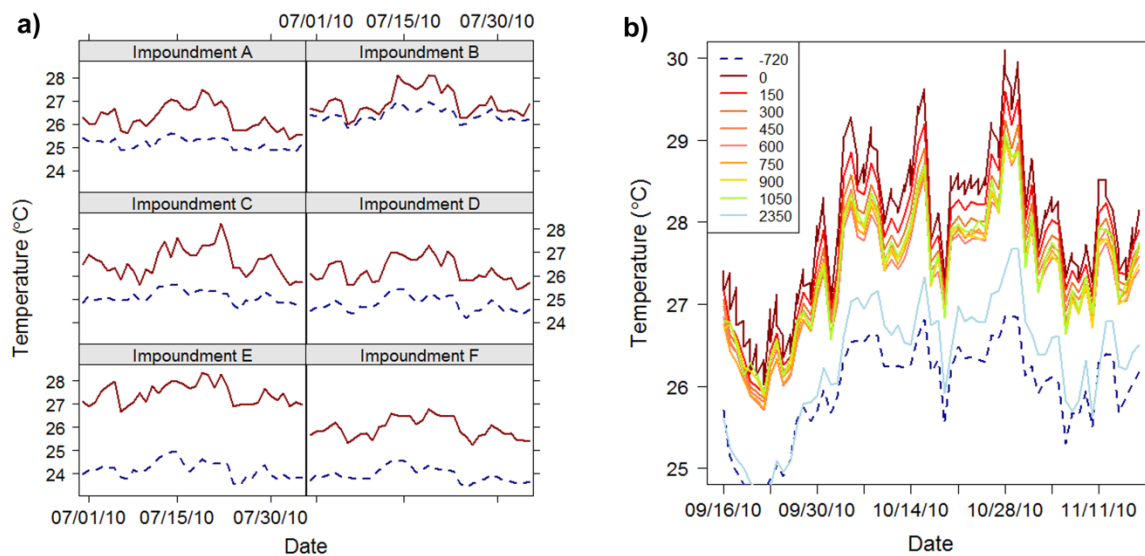 a)
07/01/10 07/15/10 07/30/10
Impoundment A Impoundment B
28
27
26
25
24
Impoundment C Impoundment D
28
27
26
25
24
Impoundment E Impoundment F
28
27
26
25
24
Temperature (°C)
07/01/10 07/15/10 07/30/10
Date
b)
-720
0
150
300
450
600
750
900
1050
2350
30
29
28
27
26
25
Temperature (°C)
09/16/10 09/30/10 10/14/10 10/28/10 11/11/10
Date